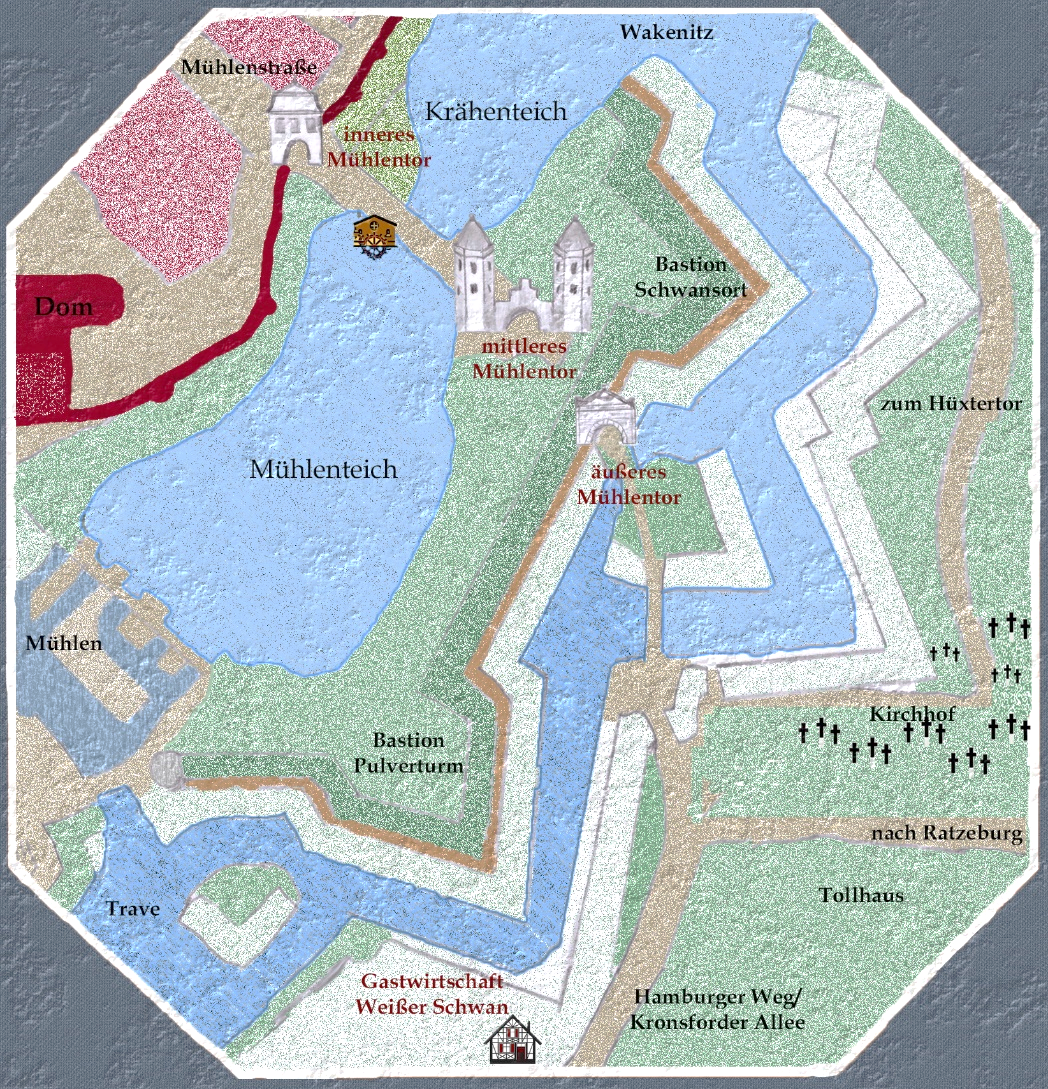 Wakenitz
Mühlenstraße
Krähenteich
inneres
Mühlentor
Bastion
Schwansort
Dom
mittleres
Mühlentor
zum Hüxtertor
Mühlenteich
äußeres
Mühlentor
Mühlen
Kirchhof
Bastion
Pulverturm
nach Ratzeburg
Tollhaus
Trave
Gastwirtschaft
Weißer Schwan
Hamburger Weg/
Kronsforder Allee